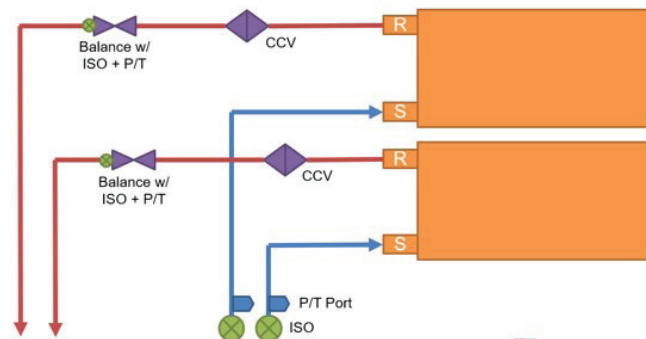 R
Balance w/
ISO + P/T
CCV
S
R
Balance w/
ISO + P/T
CCV
S
P/T Port
ISO